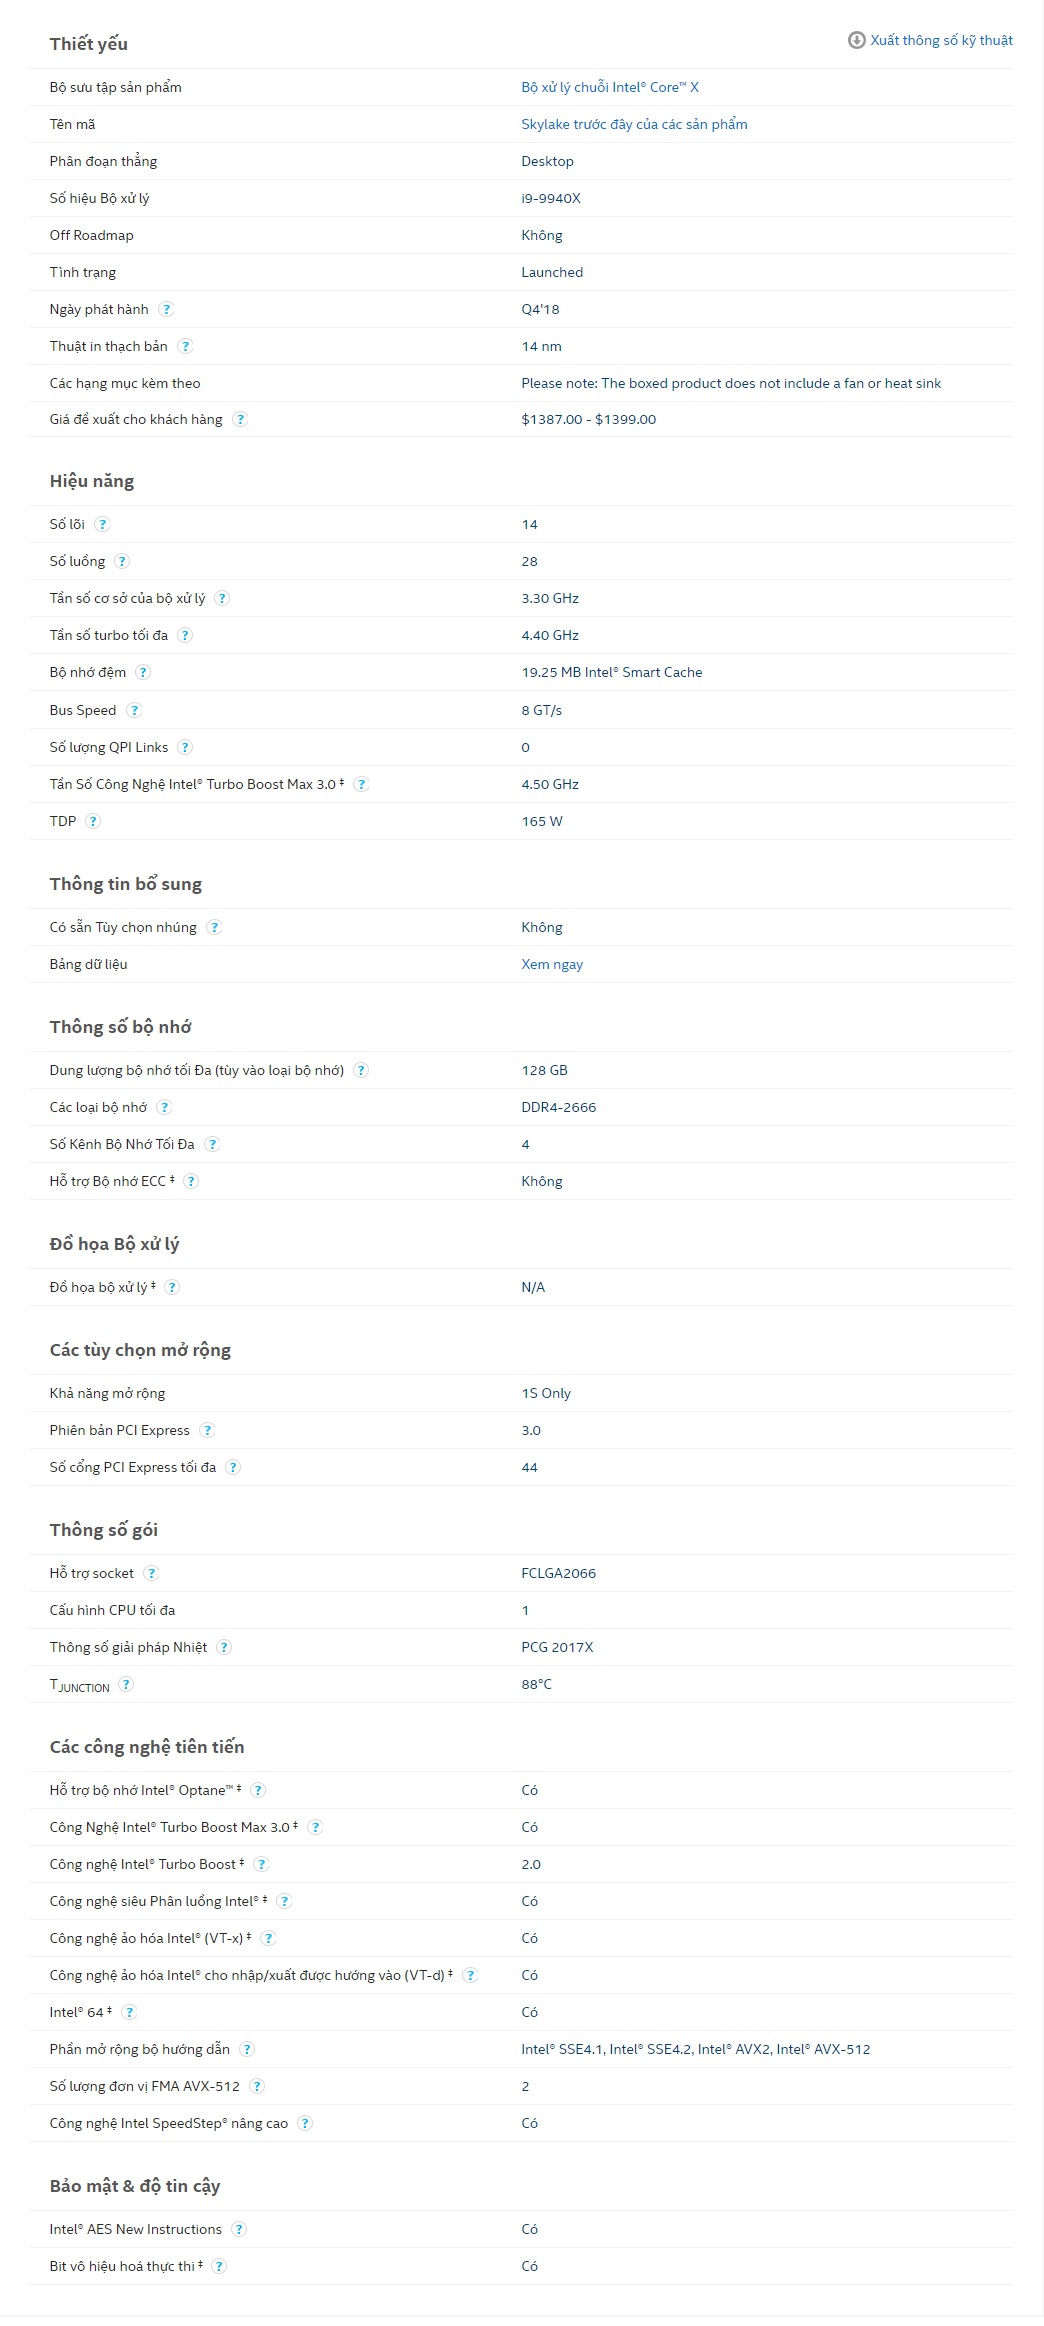 Thiết yếu
Xuất thông số kỹ thuật
Bộ sưu tập sản phẩm Bộ xử lý chuỗi Intel® Core™ X
Tên mã Skylake trước đây của các sản phẩm
Phân đoạn thẳng Desktop
Số hiệu Bộ xử lý i9-9940X
Off Roadmap Không
Tình trạng Launched
Ngày phát hành ? Q4'18
Thuật in thạch bản ? 14 nm
Các hạng mục kèm theo Please note: The boxed product does not include a fan or heat sink
Giá đề xuất cho khách hàng ? $1387.00 - $1399.00
Hiệu năng
Số lõi ? 14
Số luồng ? 28
Tần số cơ sở của bộ xử lý ? 3.30 GHz
Tần số turbo tối đa ? 4.40 GHz
Bộ nhớ đệm ? 19.25 MB Intel® Smart Cache
Bus Speed ? 8 GT/s
Số lượng QPI Links ? 0
Tần Số Công Nghệ Intel® Turbo Boost Max 3.0 ‡ ? 4.50 GHz
TDP ? 165 W
Thông tin bổ sung
Có sẵn Tùy chọn nhúng ? Không
Bảng dữ liệu Xem ngay
Thông số bộ nhớ
Dung lượng bộ nhớ tối Đa (tùy vào loại bộ nhớ) ? 128 GB
Các loại bộ nhớ ? DDR4-2666
Số Kênh Bộ Nhớ Tối Đa ? 4
Hỗ trợ Bộ nhớ ECC ‡ ? Không
Đồ họa Bộ xử lý
Đồ họa bộ xử lý ‡ ? N/A
Các tùy chọn mở rộng
Khả năng mở rộng 1S Only
Phiên bản PCI Express ? 3.0
Số cổng PCI Express tối đa ? 44
Thông số gói
Hỗ trợ socket ? FCLGA2066
Cấu hình CPU tối đa 1
Thông số giải pháp Nhiệt ? PCG 2017X
TJUNCTION ? 88°C
Các công nghệ tiên tiến
Hỗ trợ bộ nhớ Intel® Optane™ ‡ ? Có
Công Nghệ Intel® Turbo Boost Max 3.0 ‡ ? Có
Công nghệ Intel® Turbo Boost ‡ ? 2.0
Công nghệ siêu Phân luồng Intel® ‡ ? Có
Công nghệ ảo hóa Intel® (VT-x) ‡ ? Có
Công nghệ ảo hóa Intel® cho nhập/xuất được hướng vào (VT-d) ‡ ? Có
Intel® 64 ‡ ? Có
Phần mở rộng bộ hướng dẫn ? Intel® SSE4.1, Intel® SSE4.2, Intel® AVX2, Intel® AVX-512
Số lượng đơn vị FMA AVX-512 ? 2
Công nghệ Intel SpeedStep® nâng cao ? Có
Bảo mật & độ tin cậy
Intel® AES New Instructions ? Có
Bit vô hiệu hoá thực thi ‡ ? Có